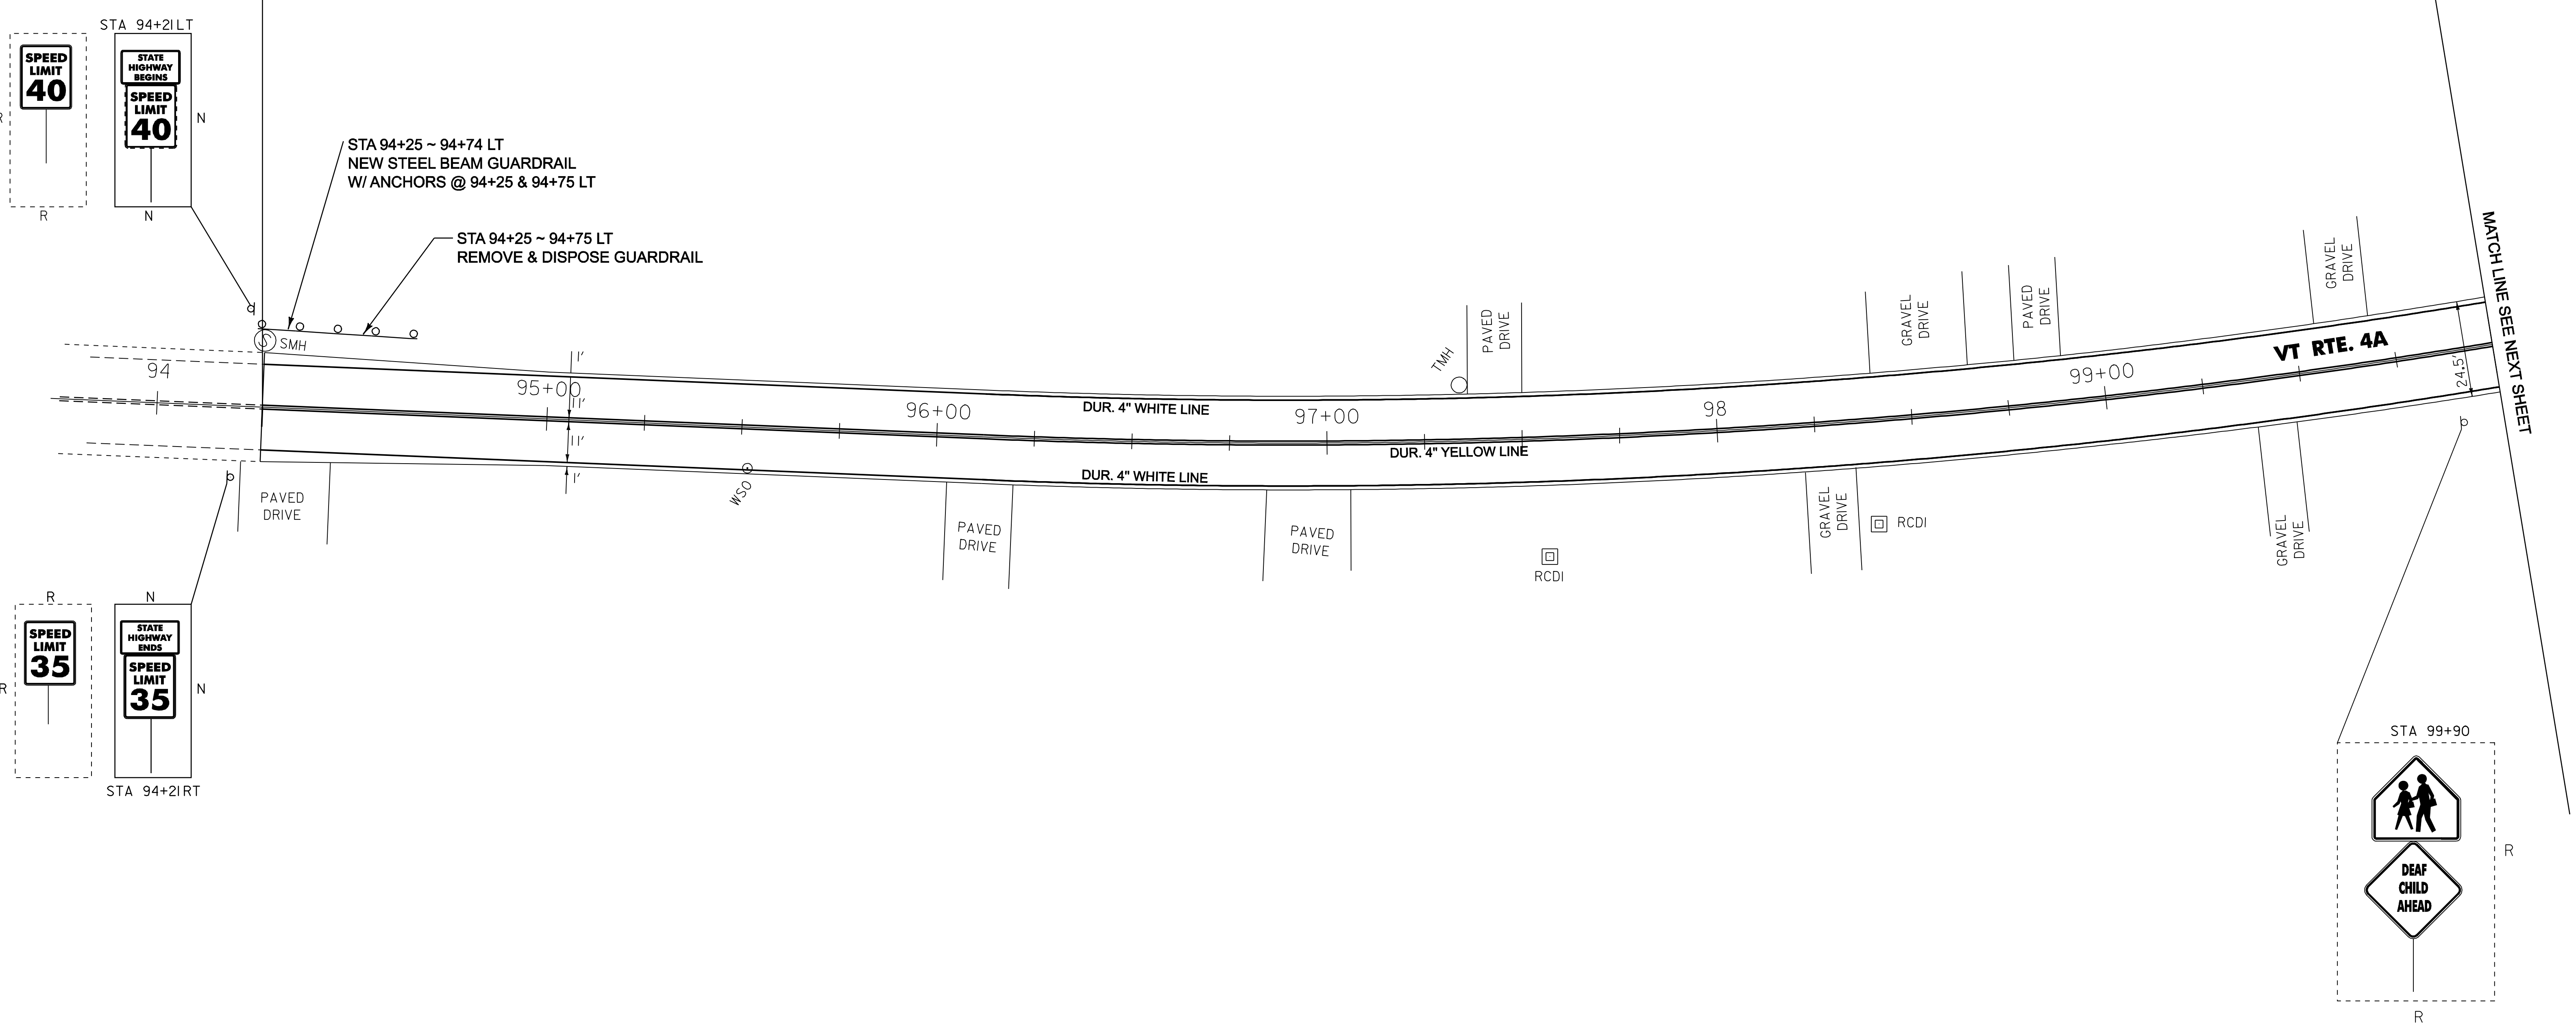 STA 94+21LT
SPEED
LIMIT
40
R
R
STATE
HIGHWAY
BEGINS
SPEED
LIMIT
40
N
N
STA 94+25 ~ 94+74 LT
NEW STEEL BEAM GUARDRAIL
W/ ANCHORS @ 94+25 & 94+75 LT
STA 94+25 ~ 94+75 LT
REMOVE & DISPOSE GUARDRAIL
SMH
94
95+00
1'
11'
11'
1'
96+00
DUR. 4" WHITE LINE
97+00
TMH
PAVED
DRIVE
98
GRAVEL
DRIVE
PAVED
DRIVE
99+00
GRAVEL
DRIVE
VT RTE. 4A
24.5'
MATCH LINE SEE NEXT SHEET
DUR. 4" YELLOW LINE
DUR. 4" WHITE LINE
PAVED
DRIVE
WSO
PAVED
DRIVE
PAVED
DRIVE
RCDI
GRAVEL
DRIVE
RCDI
GRAVEL
DRIVE
R
SPEED
LIMIT
35
R
N
STATE
HIGHWAY
ENDS
SPEED
LIMIT
35
N
STA 94+21RT
STA 99+90
DEAF
CHILD
AHEAD
R
R